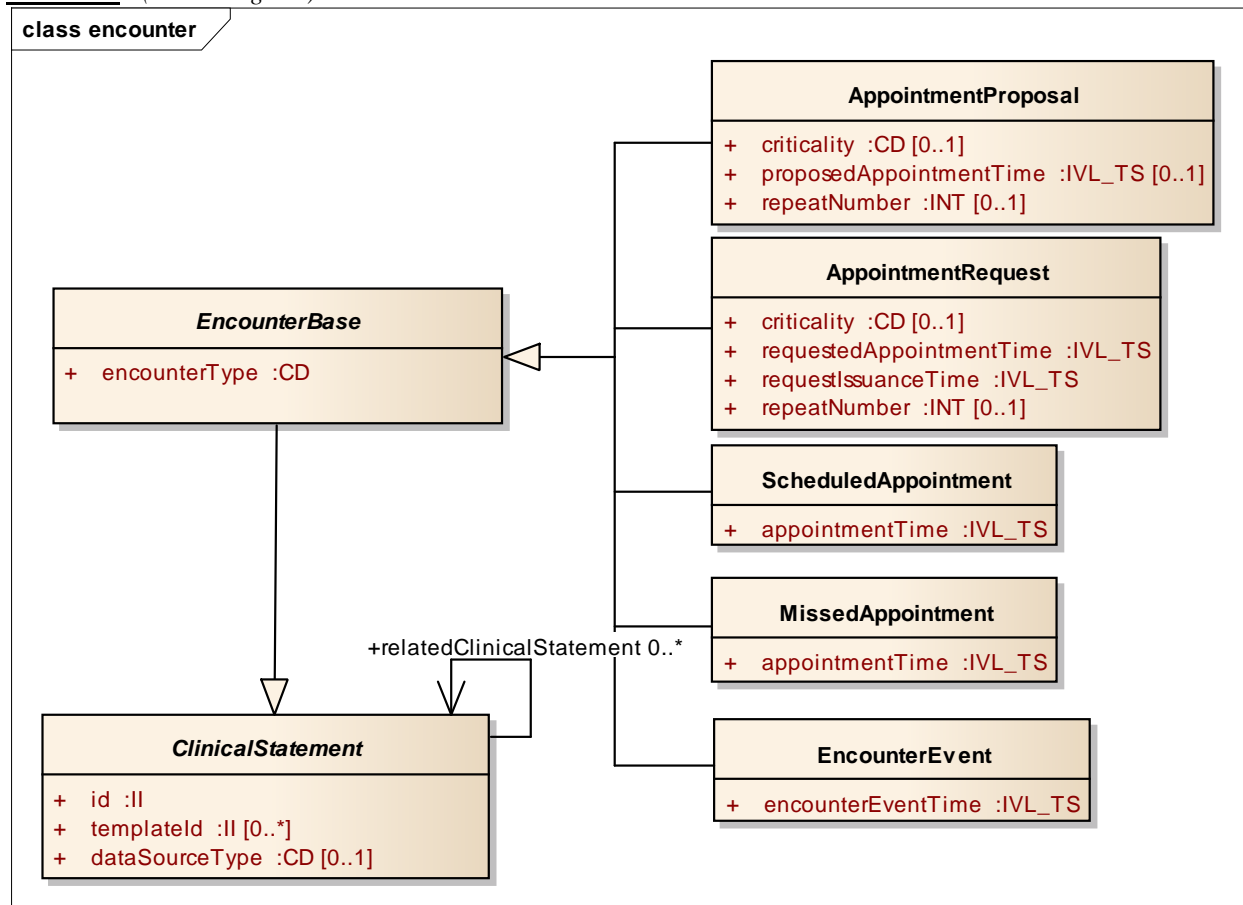 class encounter
AppointmentProposal
+ criticality :CD [0..1]
+ proposedAppointmentTime :IVL_TS [0..1]
+ repeatNumber :INT [0..1]
AppointmentRequest
+ criticality :CD [0..1]
+ requestedAppointmentTime :IVL_TS
+ requestIssuanceTime :IVL_TS
+ repeatNumber :INT [0..1]
EncounterBase
+ encounterType :CD
ScheduledAppointment
+ appointmentTime :IVL_TS
MissedAppointment
+ appointmentTime :IVL_TS
+relatedClinicalStatement 0..*
EncounterEvent
+ encounterEventTime :IVL_TS
ClinicalStatement
+ id :II
+ templateId :II [0..*]
+ dataSourceType :CD [0..1]